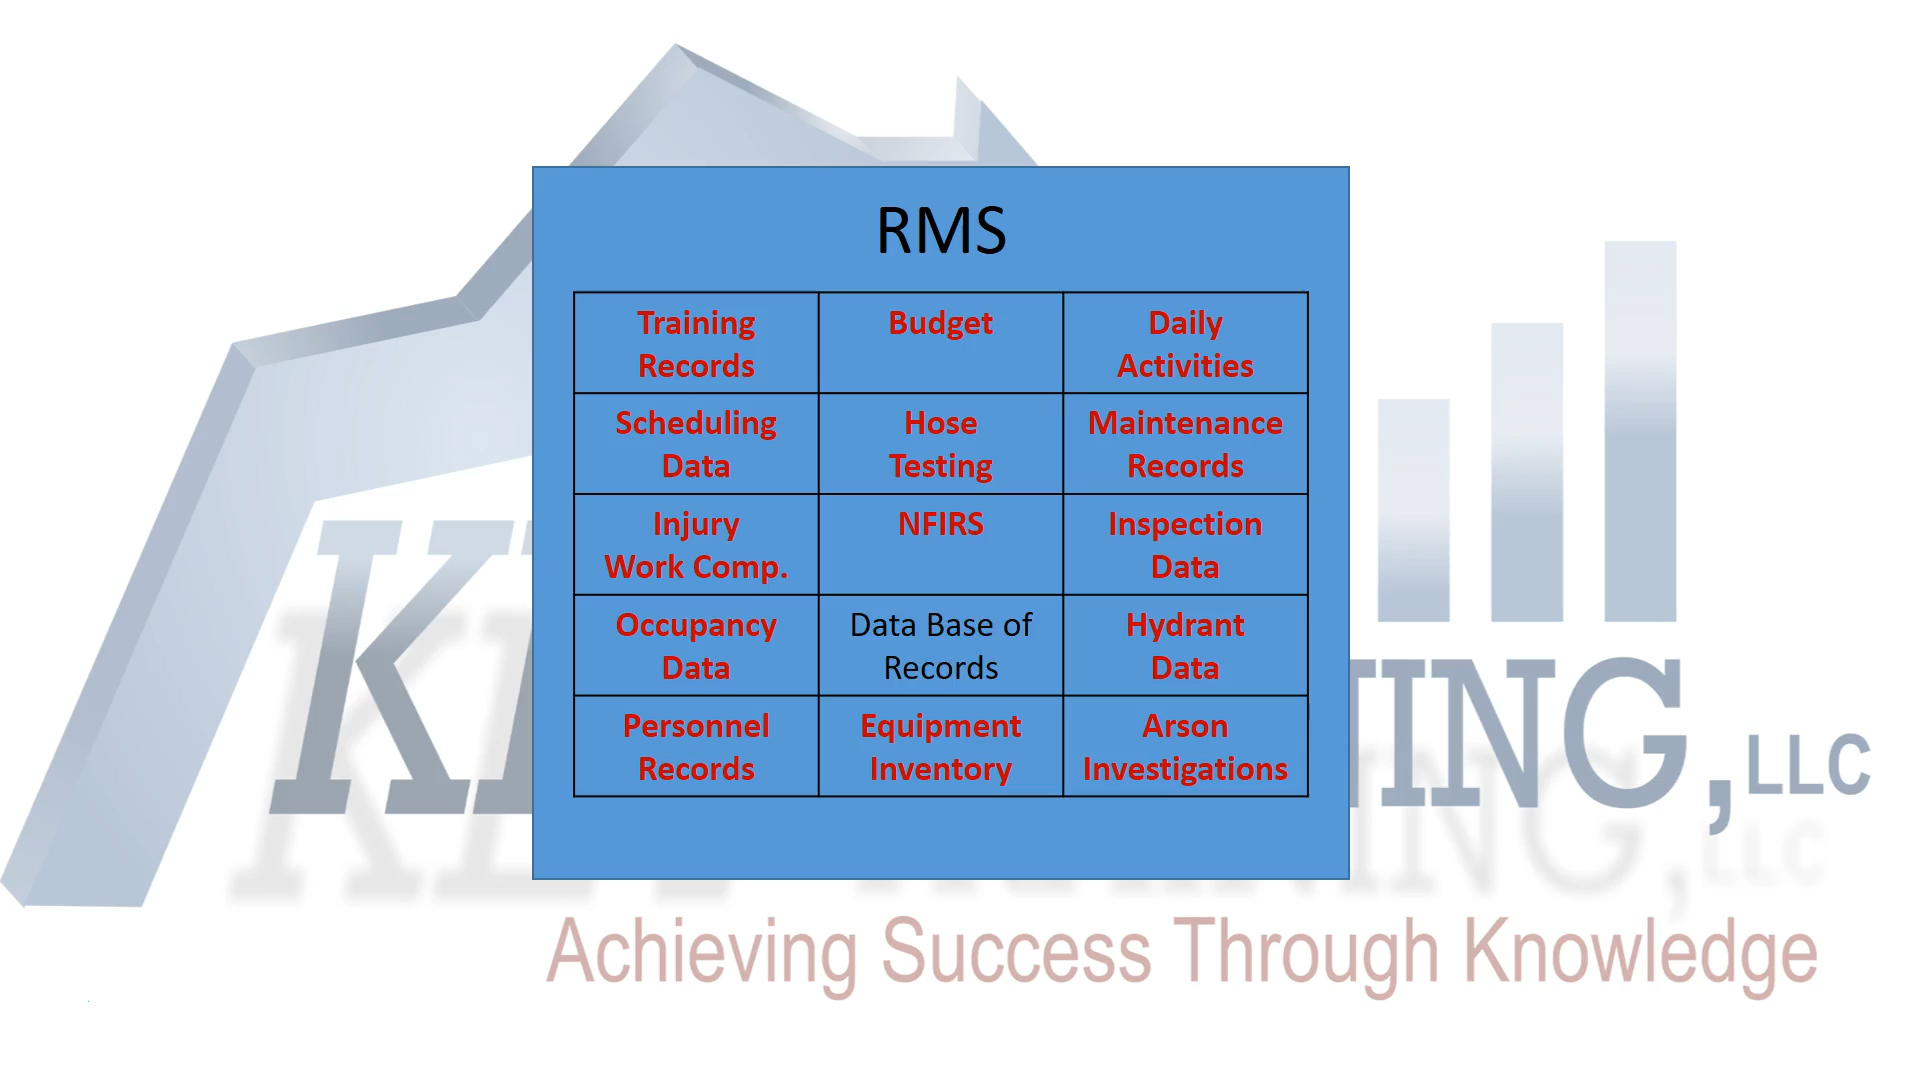 RMS
Training Budget Daily
Records Activities
Scheduling Hose Maintenance
Data Testing Records
Injury NFIRS Inspection
Work Comp. Data
Occupancy Data Base of Hydrant
Data Records Data
Personnel Equipment Arson
Records Inventory Investigations
ING, LLC
Achieving Success Through Knowledge